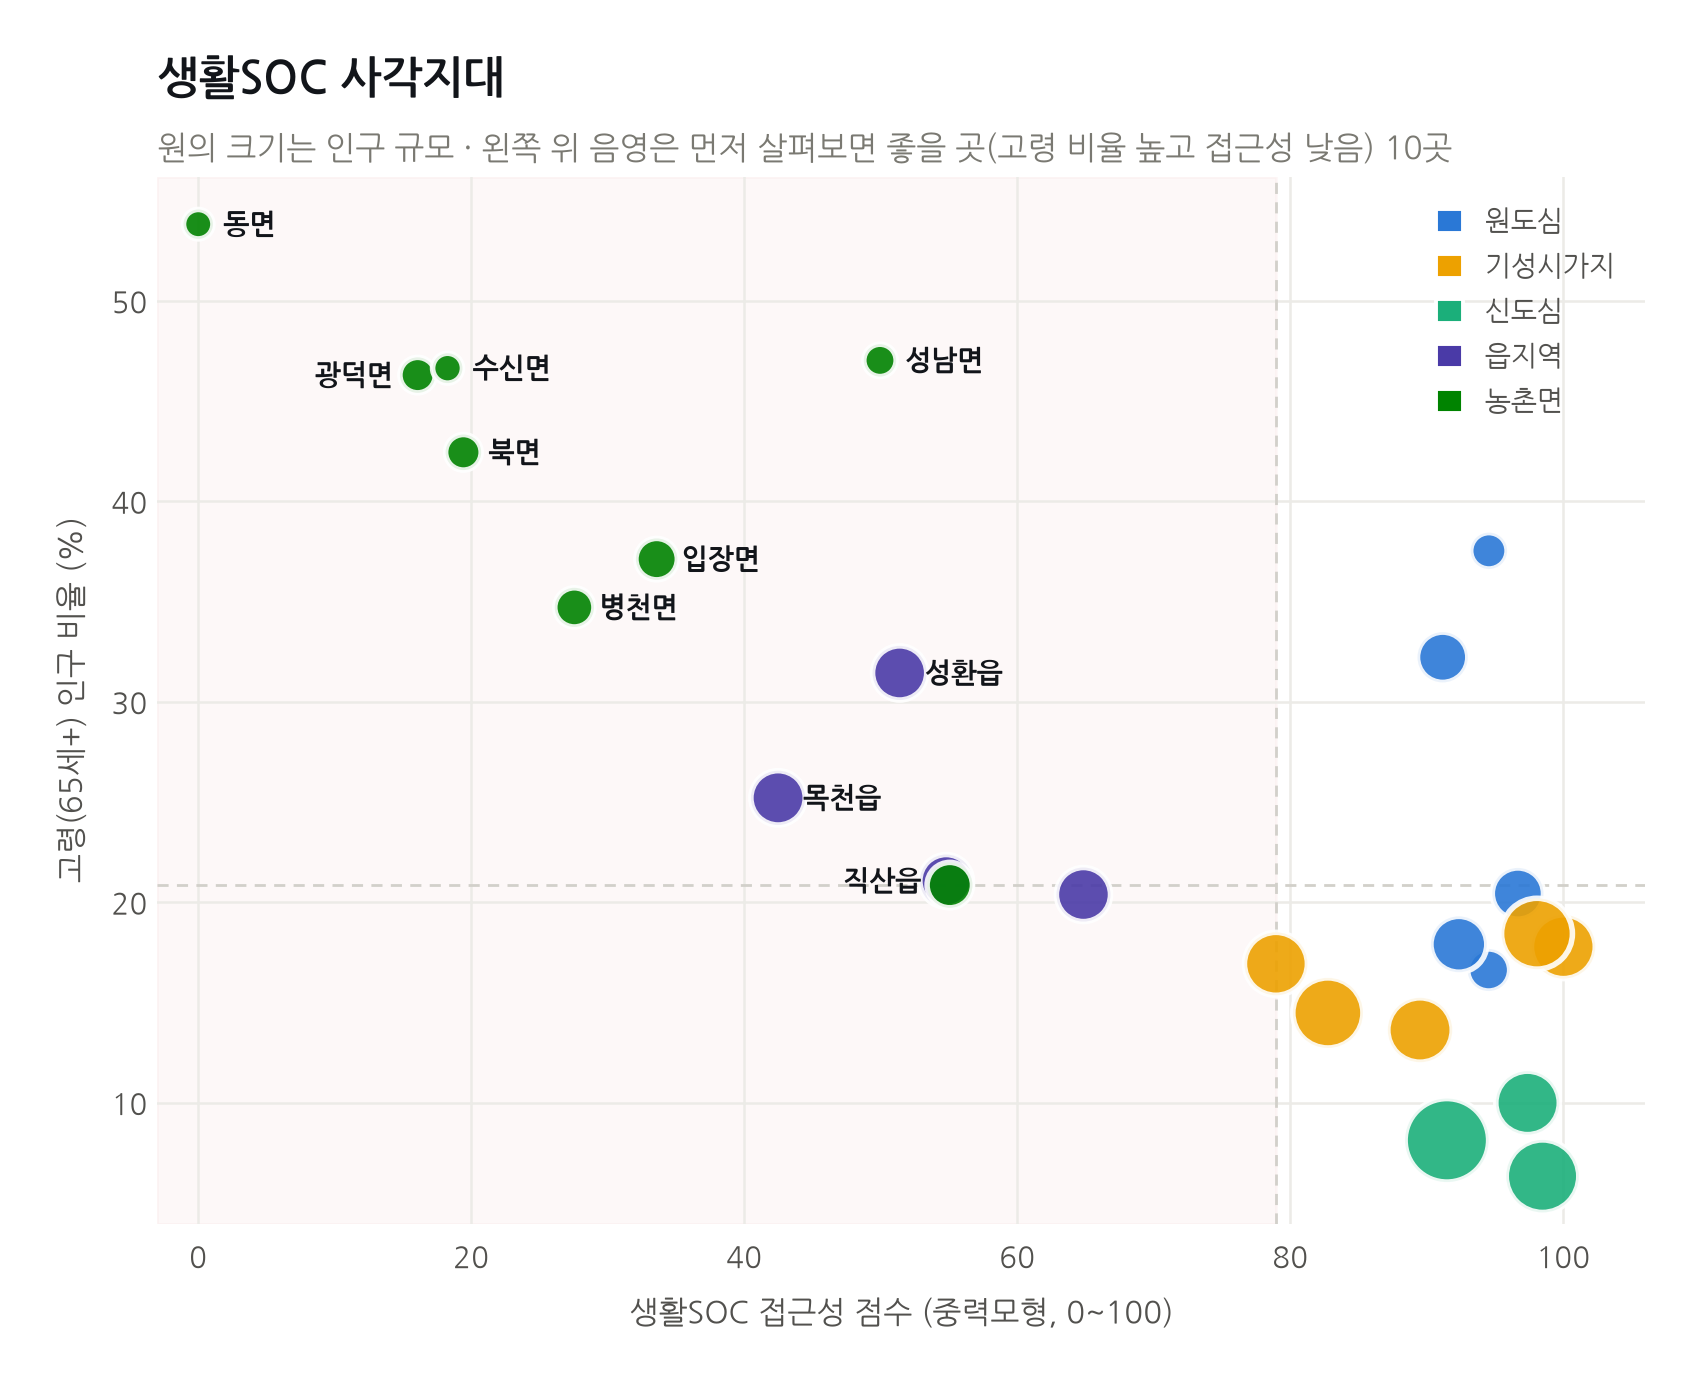 생활SOC 사각지대
원의 크기는 인구 규모 · 왼쪽 위 음영은 먼저 살펴보면 좋을 곳(고령 비율 높고 접근성 낮음) 10곳
동면
광덕면
수신면
성남면
북면
입장면
병천면
성환읍
목천읍
직산읍
원도심
기성시가지
신도심
읍지역
농촌면
고령(65세+) 인구 비율 (%)
50
40
30
20
10
0 20 40 60 80 100
생활SOC 접근성 점수 (중력모형, 0~100)